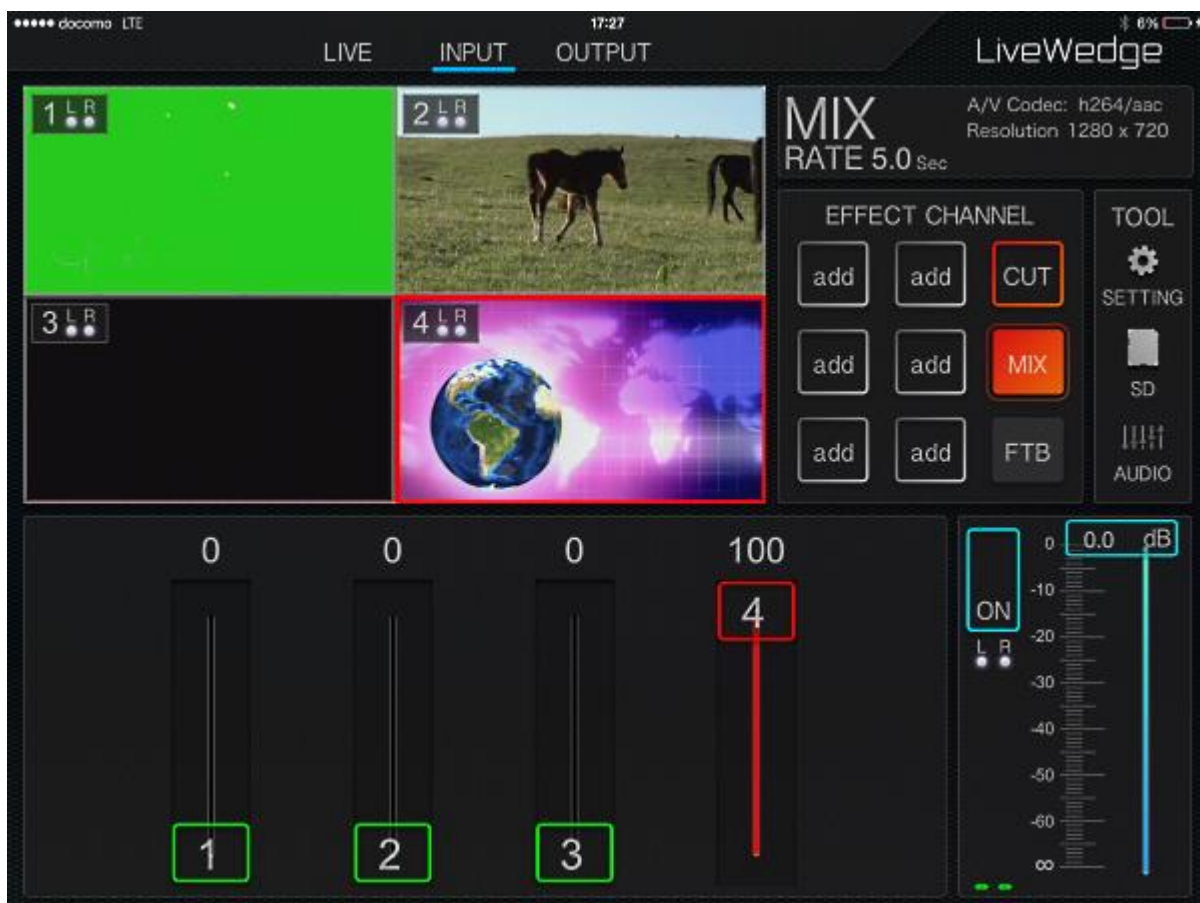 docomo LTE 17:27 6%
LIVE INPUT OUTPUT LiveWedge
1 L R
2 L R
3 L R
4 L R
MIX
RATE 5.0 Sec
A/V Codec: h264/aac
Resolution 1280 x 720
EFFECT CHANNEL
add add CUT
add add MIX
add add FTB
TOOL
SETTING
SD
AUDIO
0 0 0 100
1 2 3 4
ON
L R
0.0 dB
0
-10
-20
-30
-40
-50
-60
∞